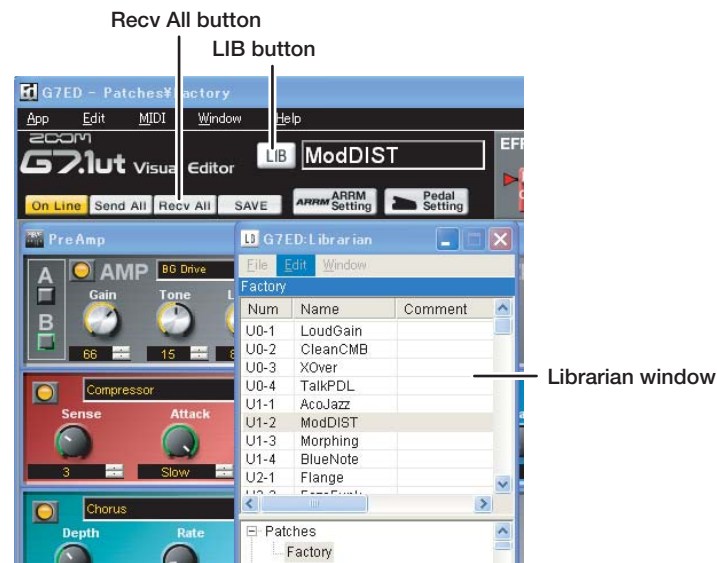 Recv All button
LIB button
G7ED - Patches¥Factory
App Edit MIDI Window Help
ZOOM
G7.1ut Visual Editor
LIB
ModDIST
On Line
Send All
Recv All
SAVE
ARRM
ARRM Setting
Pedal Setting
PreAmp
A
B
AMP
BG Drive
Gain
Tone
66
15
Compressor
Sense
Attack
3
Slow
Chorus
Depth
Rate
LD G7ED:Librarian
File Edit Window
Factory
Num Name Comment
U0-1 LoudGain
U0-2 CleanCMB
U0-3 XOver
U0-4 TalkPDL
U1-1 AcoJazz
U1-2 ModDIST
U1-3 Morphing
U1-4 BlueNote
U2-1 Flange
Patches
Factory
Librarian window